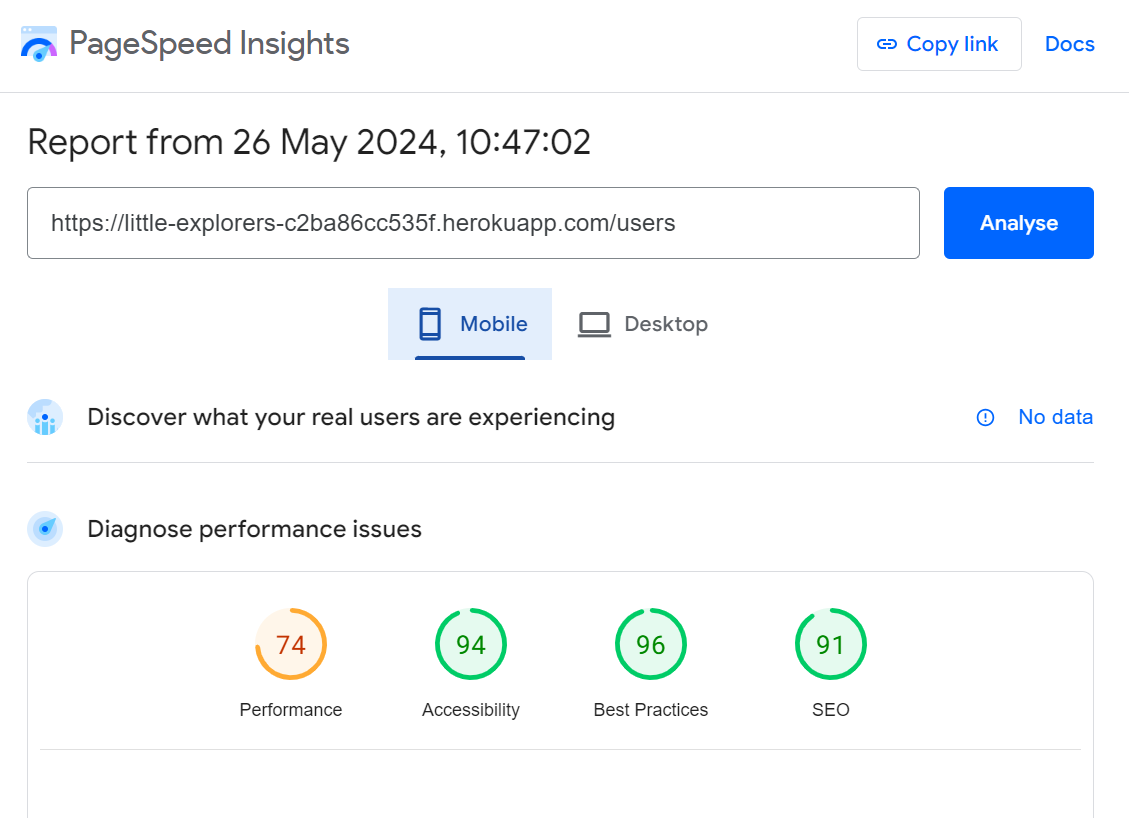 PageSpeed Insights
Copy link
Docs
Report from 26 May 2024, 10:47:02
https://little-explorers-c2ba86cc535f.herokuapp.com/users
Analyse
Mobile
Desktop
Discover what your real users are experiencing
No data
Diagnose performance issues
74
94
96
91
Performance
Accessibility
Best Practices
SEO